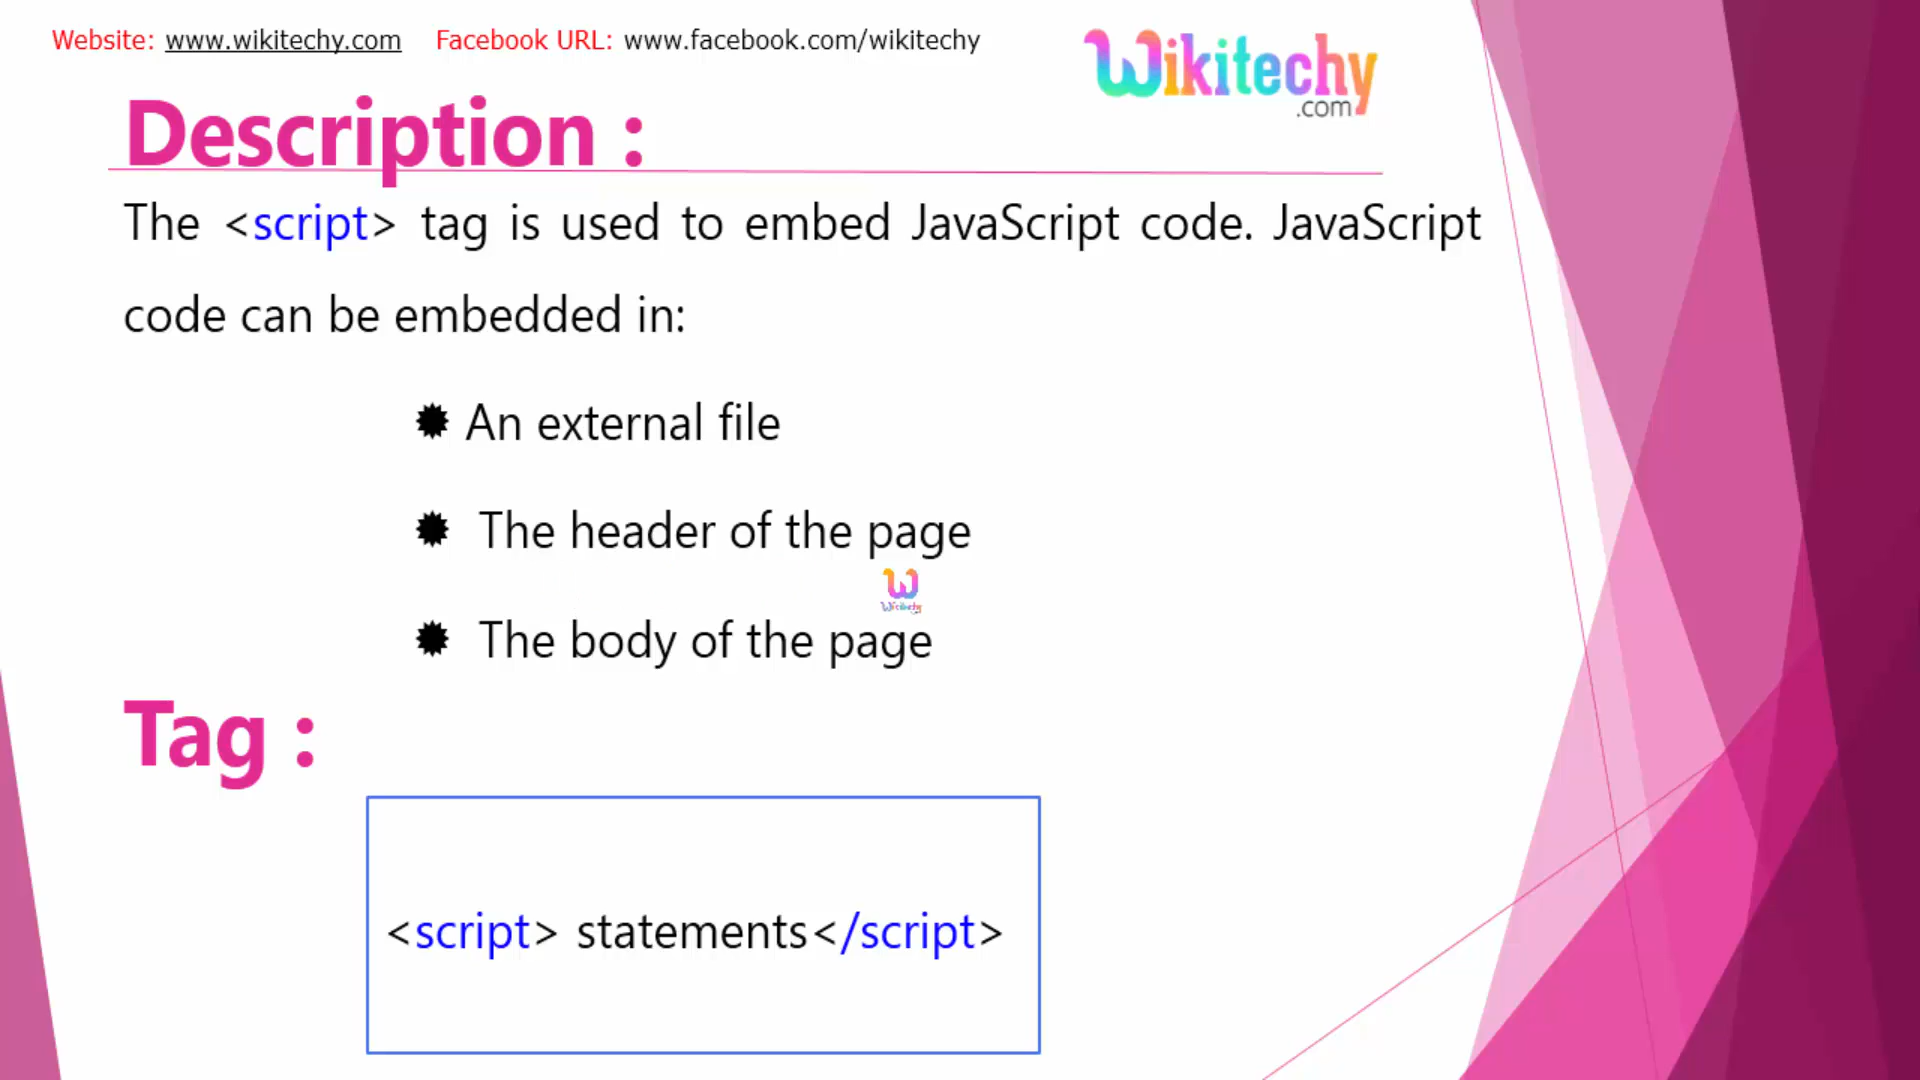 Website: www.wikitechy.com Facebook URL: www.facebook.com/wikitechy
Wikitechy
.com
Description :
The <script> tag is used to embed JavaScript code. JavaScript
code can be embedded in:
An external file
The header of the page
Wikitechy
The body of the page
Tag :
<script> statements</script>